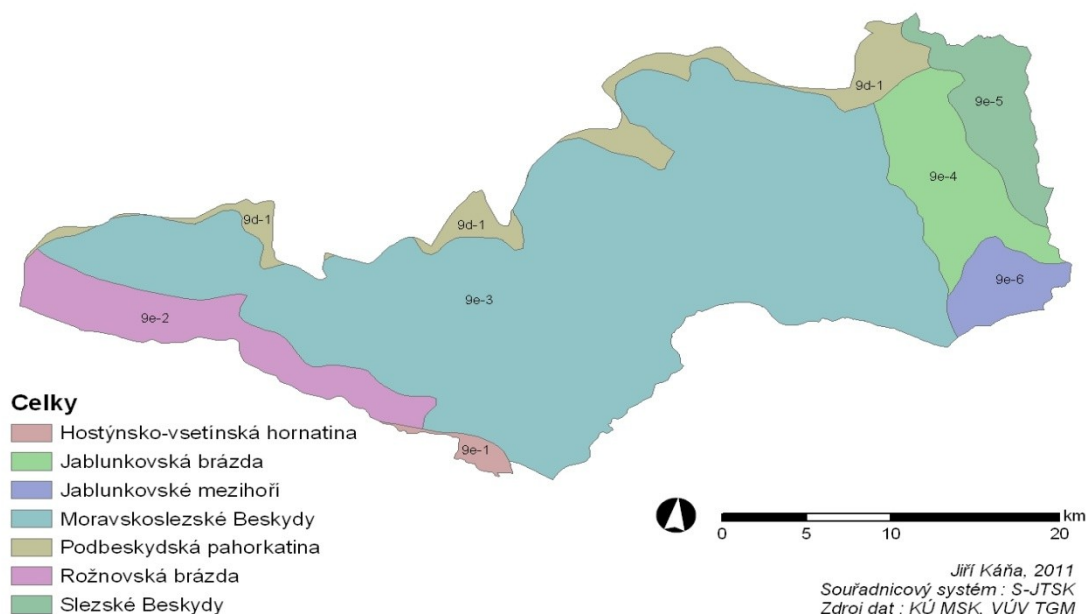 9d-1
9e-5
9e-4
9d-1
9d-1
9e-6
9e-3
9e-2
9e-1
Celky
Hostýnsko-vsetínská hornatina
Jablunkovská brázda
Jablunkovské mezihoří
Moravskoslezské Beskydy
Podbeskydská pahorkatina
Rožnovská brázda
Slezské Beskydy
km
0 5 10 20
Jiří Káňa, 2011
Souřadnicový systém : S-JTSK
Zdroj dat : KÚ MSK, VÚV TGM